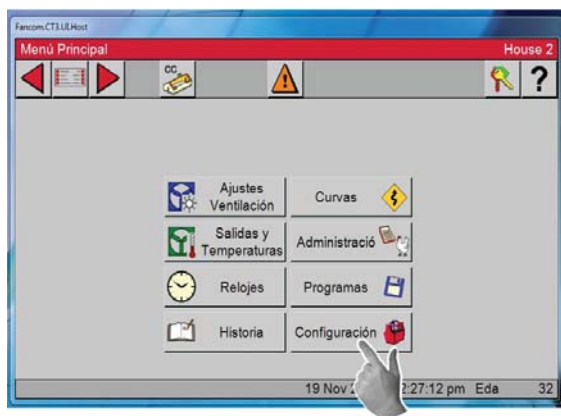 Fancom.CT3.ULHost
Menú Principal House 2
CC
?
Ajustes
Ventilación
Curvas
Salidas y
Temperaturas
Administració
Relojes
Programas
Historia
Configuración
19 Nov 2:27:12 pm Eda 32